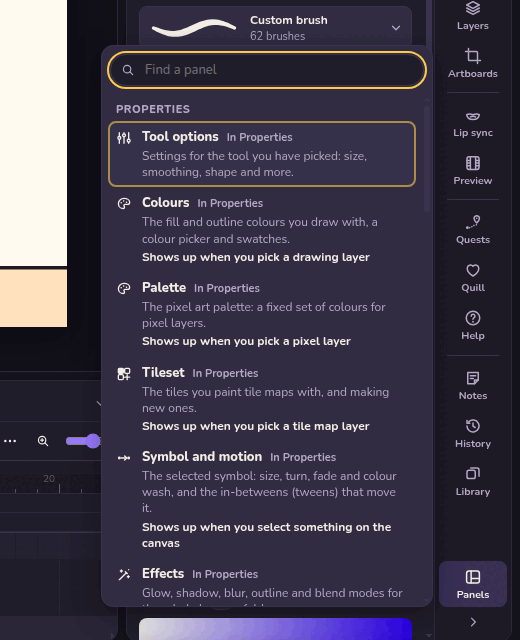 Custom brush
62 brushes
Layers
Artboards
Lip sync
Preview
Quests
Quill
Help
Notes
History
Library
Panels
20
Find a panel
PROPERTIES
Tool options In Properties
Settings for the tool you have picked: size,
smoothing, shape and more.
Colours In Properties
The fill and outline colours you draw with, a
colour picker and swatches.
Shows up when you pick a drawing layer
Palette In Properties
The pixel art palette: a fixed set of colours for
pixel layers.
Shows up when you pick a pixel layer
Tileset In Properties
The tiles you paint tile maps with, and making
new ones.
Shows up when you pick a tile map layer
Symbol and motion In Properties
The selected symbol: size, turn, fade and colour
wash, and the in-betweens (tweens) that move
it.
Shows up when you select something on the
canvas
Effects In Properties
Glow, shadow, blur, outline and blend modes for